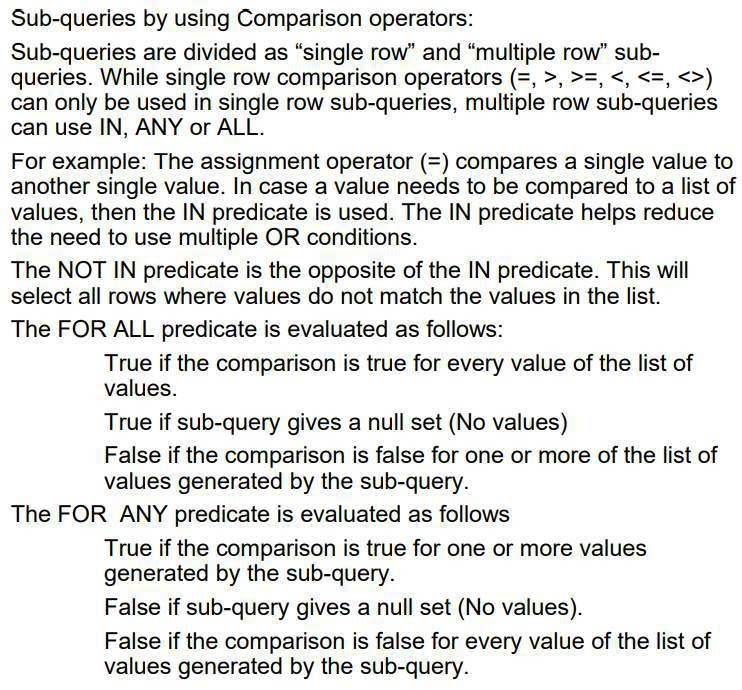 Sub-queries by using Comparison operators:
Sub-queries are divided as “single row” and “multiple row” sub-
queries. While single row comparison operators (=, >, >=, <, <=, <>)
can only be used in single row sub-queries, multiple row sub-queries
can use IN, ANY or ALL.
For example: The assignment operator (=) compares a single value to
another single value. In case a value needs to be compared to a list of
values, then the IN predicate is used. The IN predicate helps reduce
the need to use multiple OR conditions.
The NOT IN predicate is the opposite of the IN predicate. This will
select all rows where values do not match the values in the list.
The FOR ALL predicate is evaluated as follows:
True if the comparison is true for every value of the list of
values.
True if sub-query gives a null set (No values)
False if the comparison is false for one or more of the list of
values generated by the sub-query.
The FOR  ANY predicate is evaluated as follows
True if the comparison is true for one or more values
generated by the sub-query.
False if sub-query gives a null set (No values).
False if the comparison is false for every value of the list of
values generated by the sub-query.